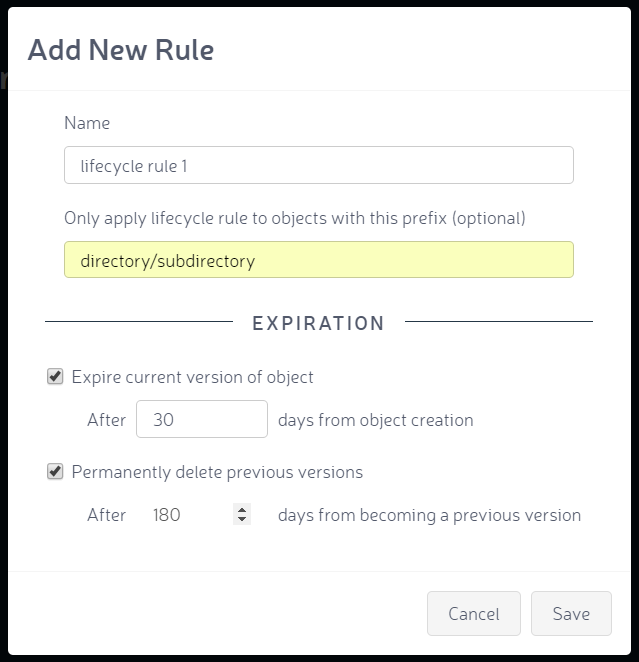 Add New Rule
Name
lifecycle rule 1
Only apply lifecycle rule to objects with this prefix (optional)
directory/subdirectory
EXPIRATION
Expire current version of object
After 30 days from object creation
Permanently delete previous versions
After 180 days from becoming a previous version
Cancel Save